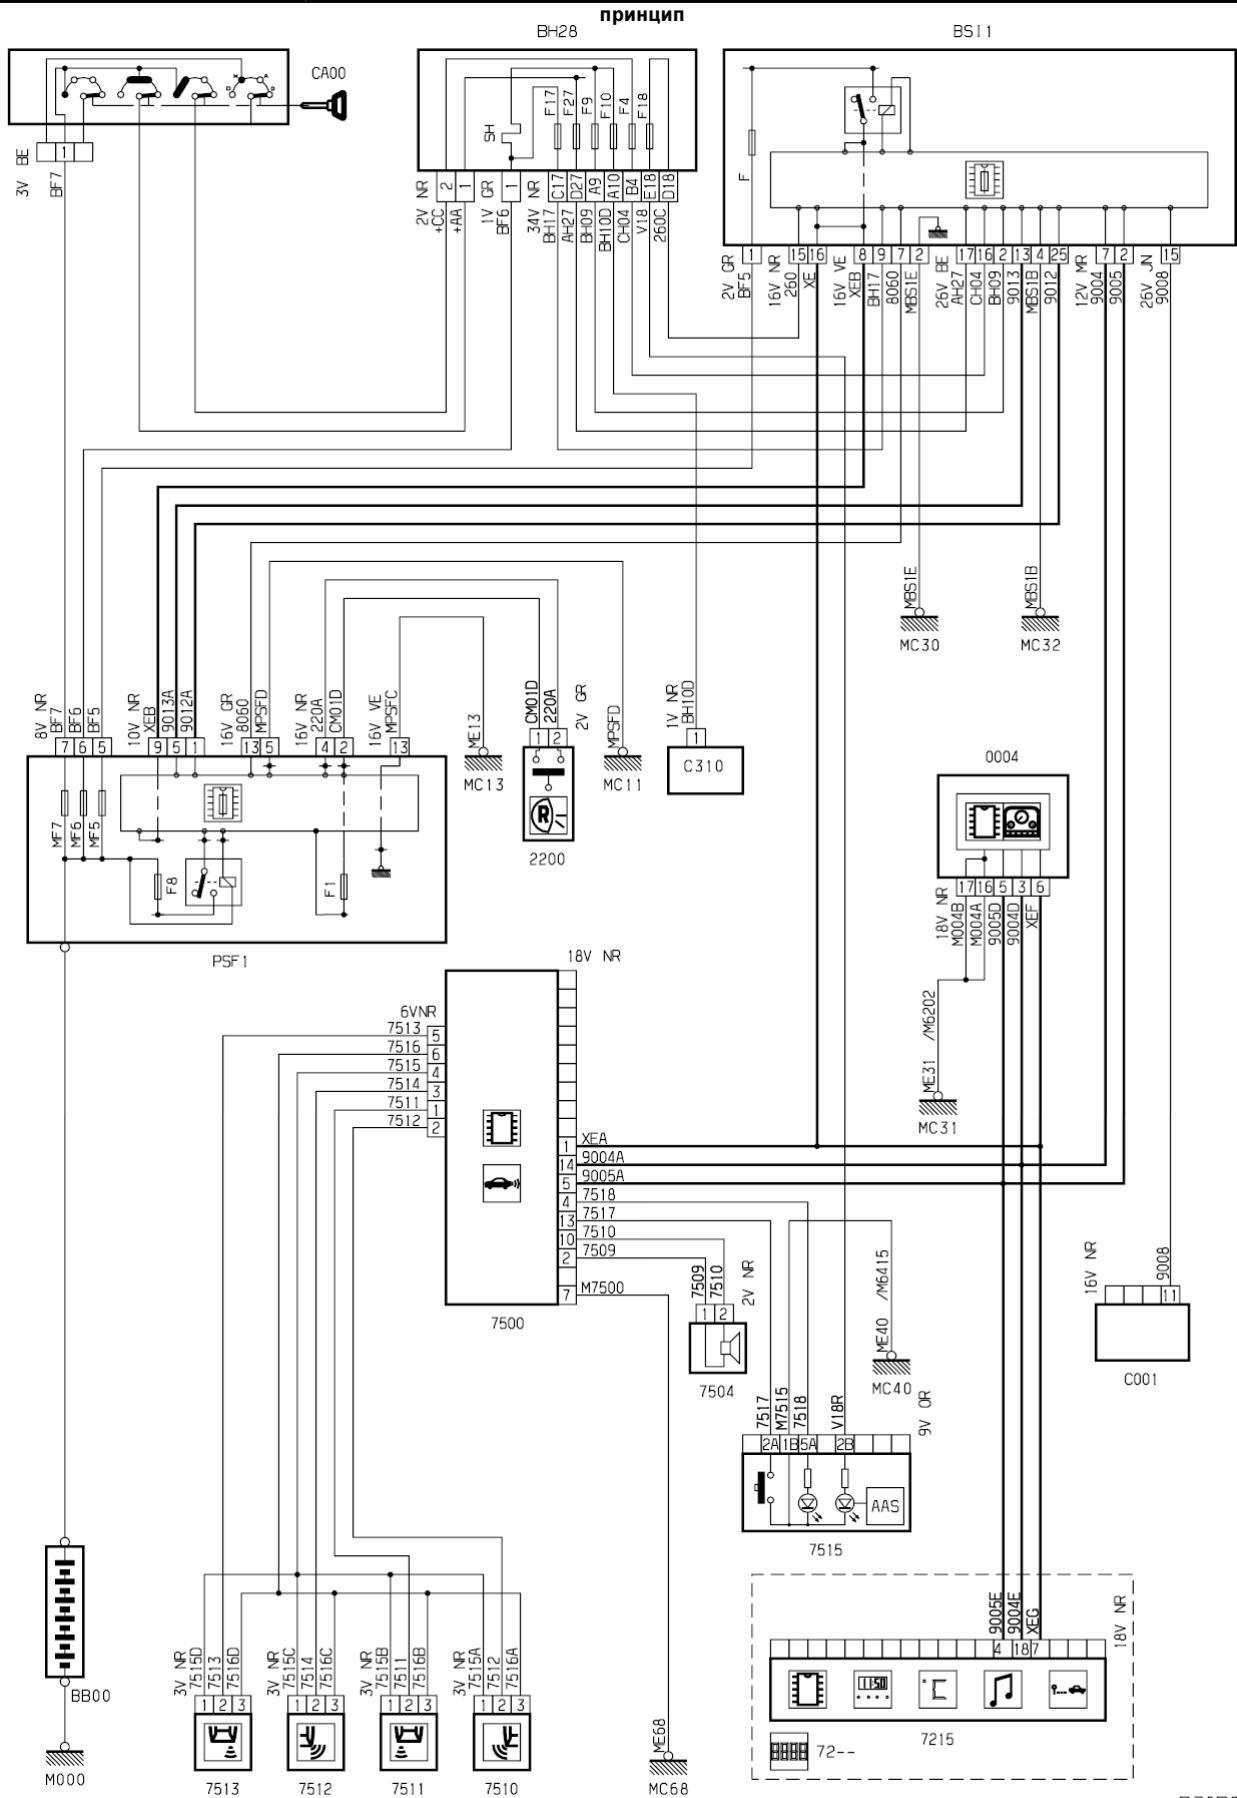 принцип
BH28
BSI1
CA00
3V BE
1
BF7
SH
F17
F27
F9
F10
F4
F18
F
2V NR
2
1
+CC
+AA
1V GR
1
BF6
34V NR
C17
D27
A9
A10
B4
E18
D18
BH17
AH27
BH09
BH10D
CH04
V18
260C
2V GR
1
BF5
16V NR
15
16
260
XE
16V VE
8
9
7
2
XEB
BH17
8060
MBS1E
26V BE
17
16
2
13
4
25
AH27
CH04
BH09
9013
MBS1B
9012
12V MR
7
2
9004
9005
26V JN
15
9008
MBS1E
MC30
MBS1B
MC32
8V NR
BF7
BF6
BF5
7
6
5
10V NR
XEB
9013A
9012A
9
5
1
16V GR
8060
MPSFD
13
5
16V NR
220A
CM01D
4
2
16V VE
MPSFC
13
ME13
MC13
CM01D
220A
2V GR
1
2
R
2200
MPSFD
MC11
1V NR
BH10D
1
C310
MF7
MF6
MF5
F8
F1
PSF1
0004
18V NR
17
16
5
3
6
M004B
M004A
9005D
9004D
XEF
ME31 /M6202
MC31
18V NR
6VNR
7513
5
7516
6
7515
4
7514
3
7511
1
7512
2
1
XEA
14
9004A
5
9005A
4
7518
13
7517
10
7510
2
7509
7
M7500
7500
7509
7510
2V NR
1
2
7504
ME40 /M6415
MC40
16V NR
9008
11
C001
7517
M7515
7518
V18R
9V OR
2A
1B
5A
2B
AAS
7515
BB00
M000
3V NR
7515D
7513
7516D
1
2
3
7513
3V NR
7515C
7514
7516C
1
2
3
7512
3V NR
7515B
7511
7516B
1
2
3
7511
3V NR
7515A
7512
7516A
1
2
3
7510
ME68
MC68
9005E
9004E
XEG
18V NR
4
18
7
11:50
°C
7215
72--